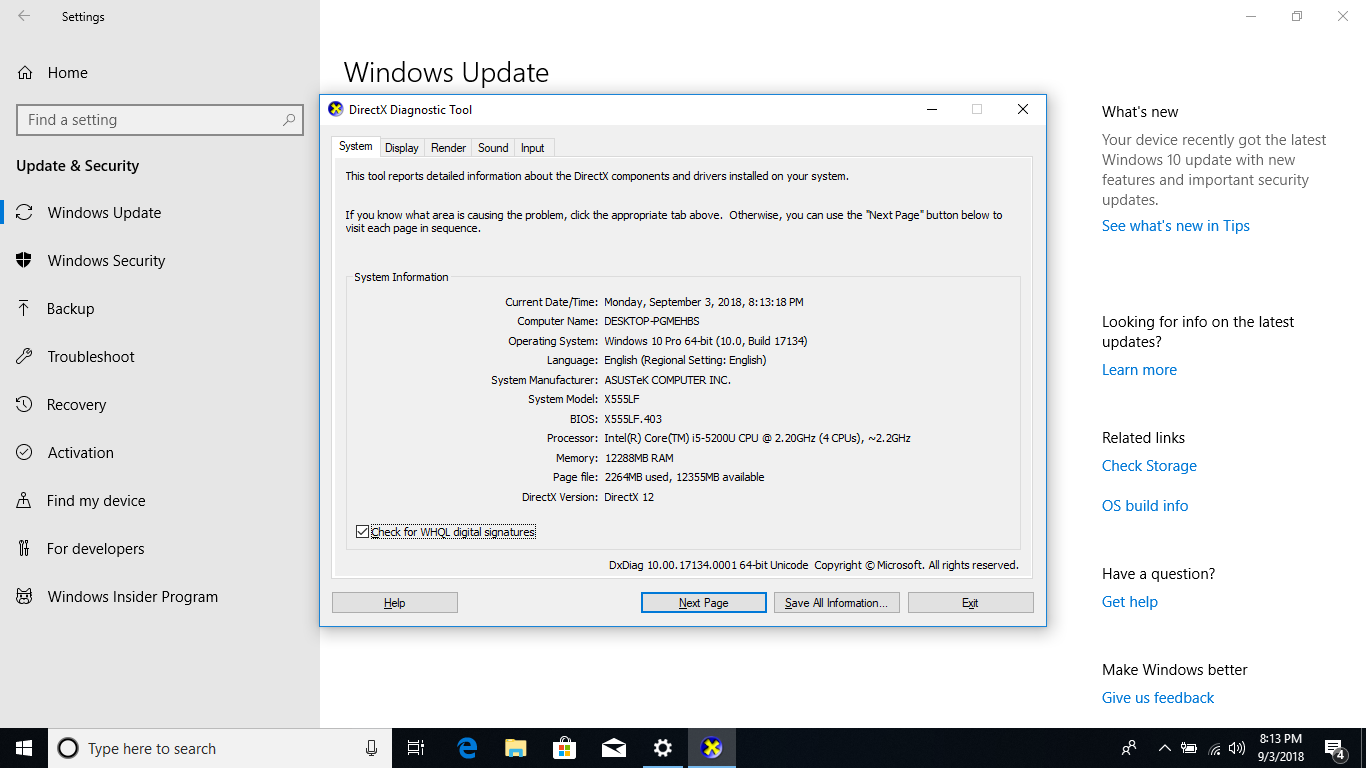 Settings
Home
Find a setting
Update & Security
Windows Update
Windows Security
Backup
Troubleshoot
Recovery
Activation
Find my device
For developers
Windows Insider Program
Windows Update
DirectX Diagnostic Tool
System Display Render Sound Input
This tool reports detailed information about the DirectX components and drivers installed on your system.
If you know what area is causing the problem, click the appropriate tab above. Otherwise, you can use the "Next Page" button below to
visit each page in sequence.
System Information
Current Date/Time: Monday, September 3, 2018, 8:13:18 PM
Computer Name: DESKTOP-PGMEHBS
Operating System: Windows 10 Pro 64-bit (10.0, Build 17134)
Language: English (Regional Setting: English)
System Manufacturer: ASUSTeK COMPUTER INC.
System Model: X555LF
BIOS: X555LF.403
Processor: Intel(R) Core(TM) i5-5200U CPU @ 2.20GHz (4 CPUs), ~2.2GHz
Memory: 12288MB RAM
Page file: 2264MB used, 12355MB available
DirectX Version: DirectX 12
Check for WHQL digital signatures
DxDiag 10.00.17134.0001 64-bit Unicode Copyright © Microsoft. All rights reserved.
Help Next Page Save All Information... Exit
What's new
Your device recently got the latest
Windows 10 update with new
features and important security
updates.
See what's new in Tips
Looking for info on the latest
updates?
Learn more
Related links
Check Storage
OS build info
Have a question?
Get help
Make Windows better
Give us feedback
Type here to search
8:13 PM
9/3/2018
4